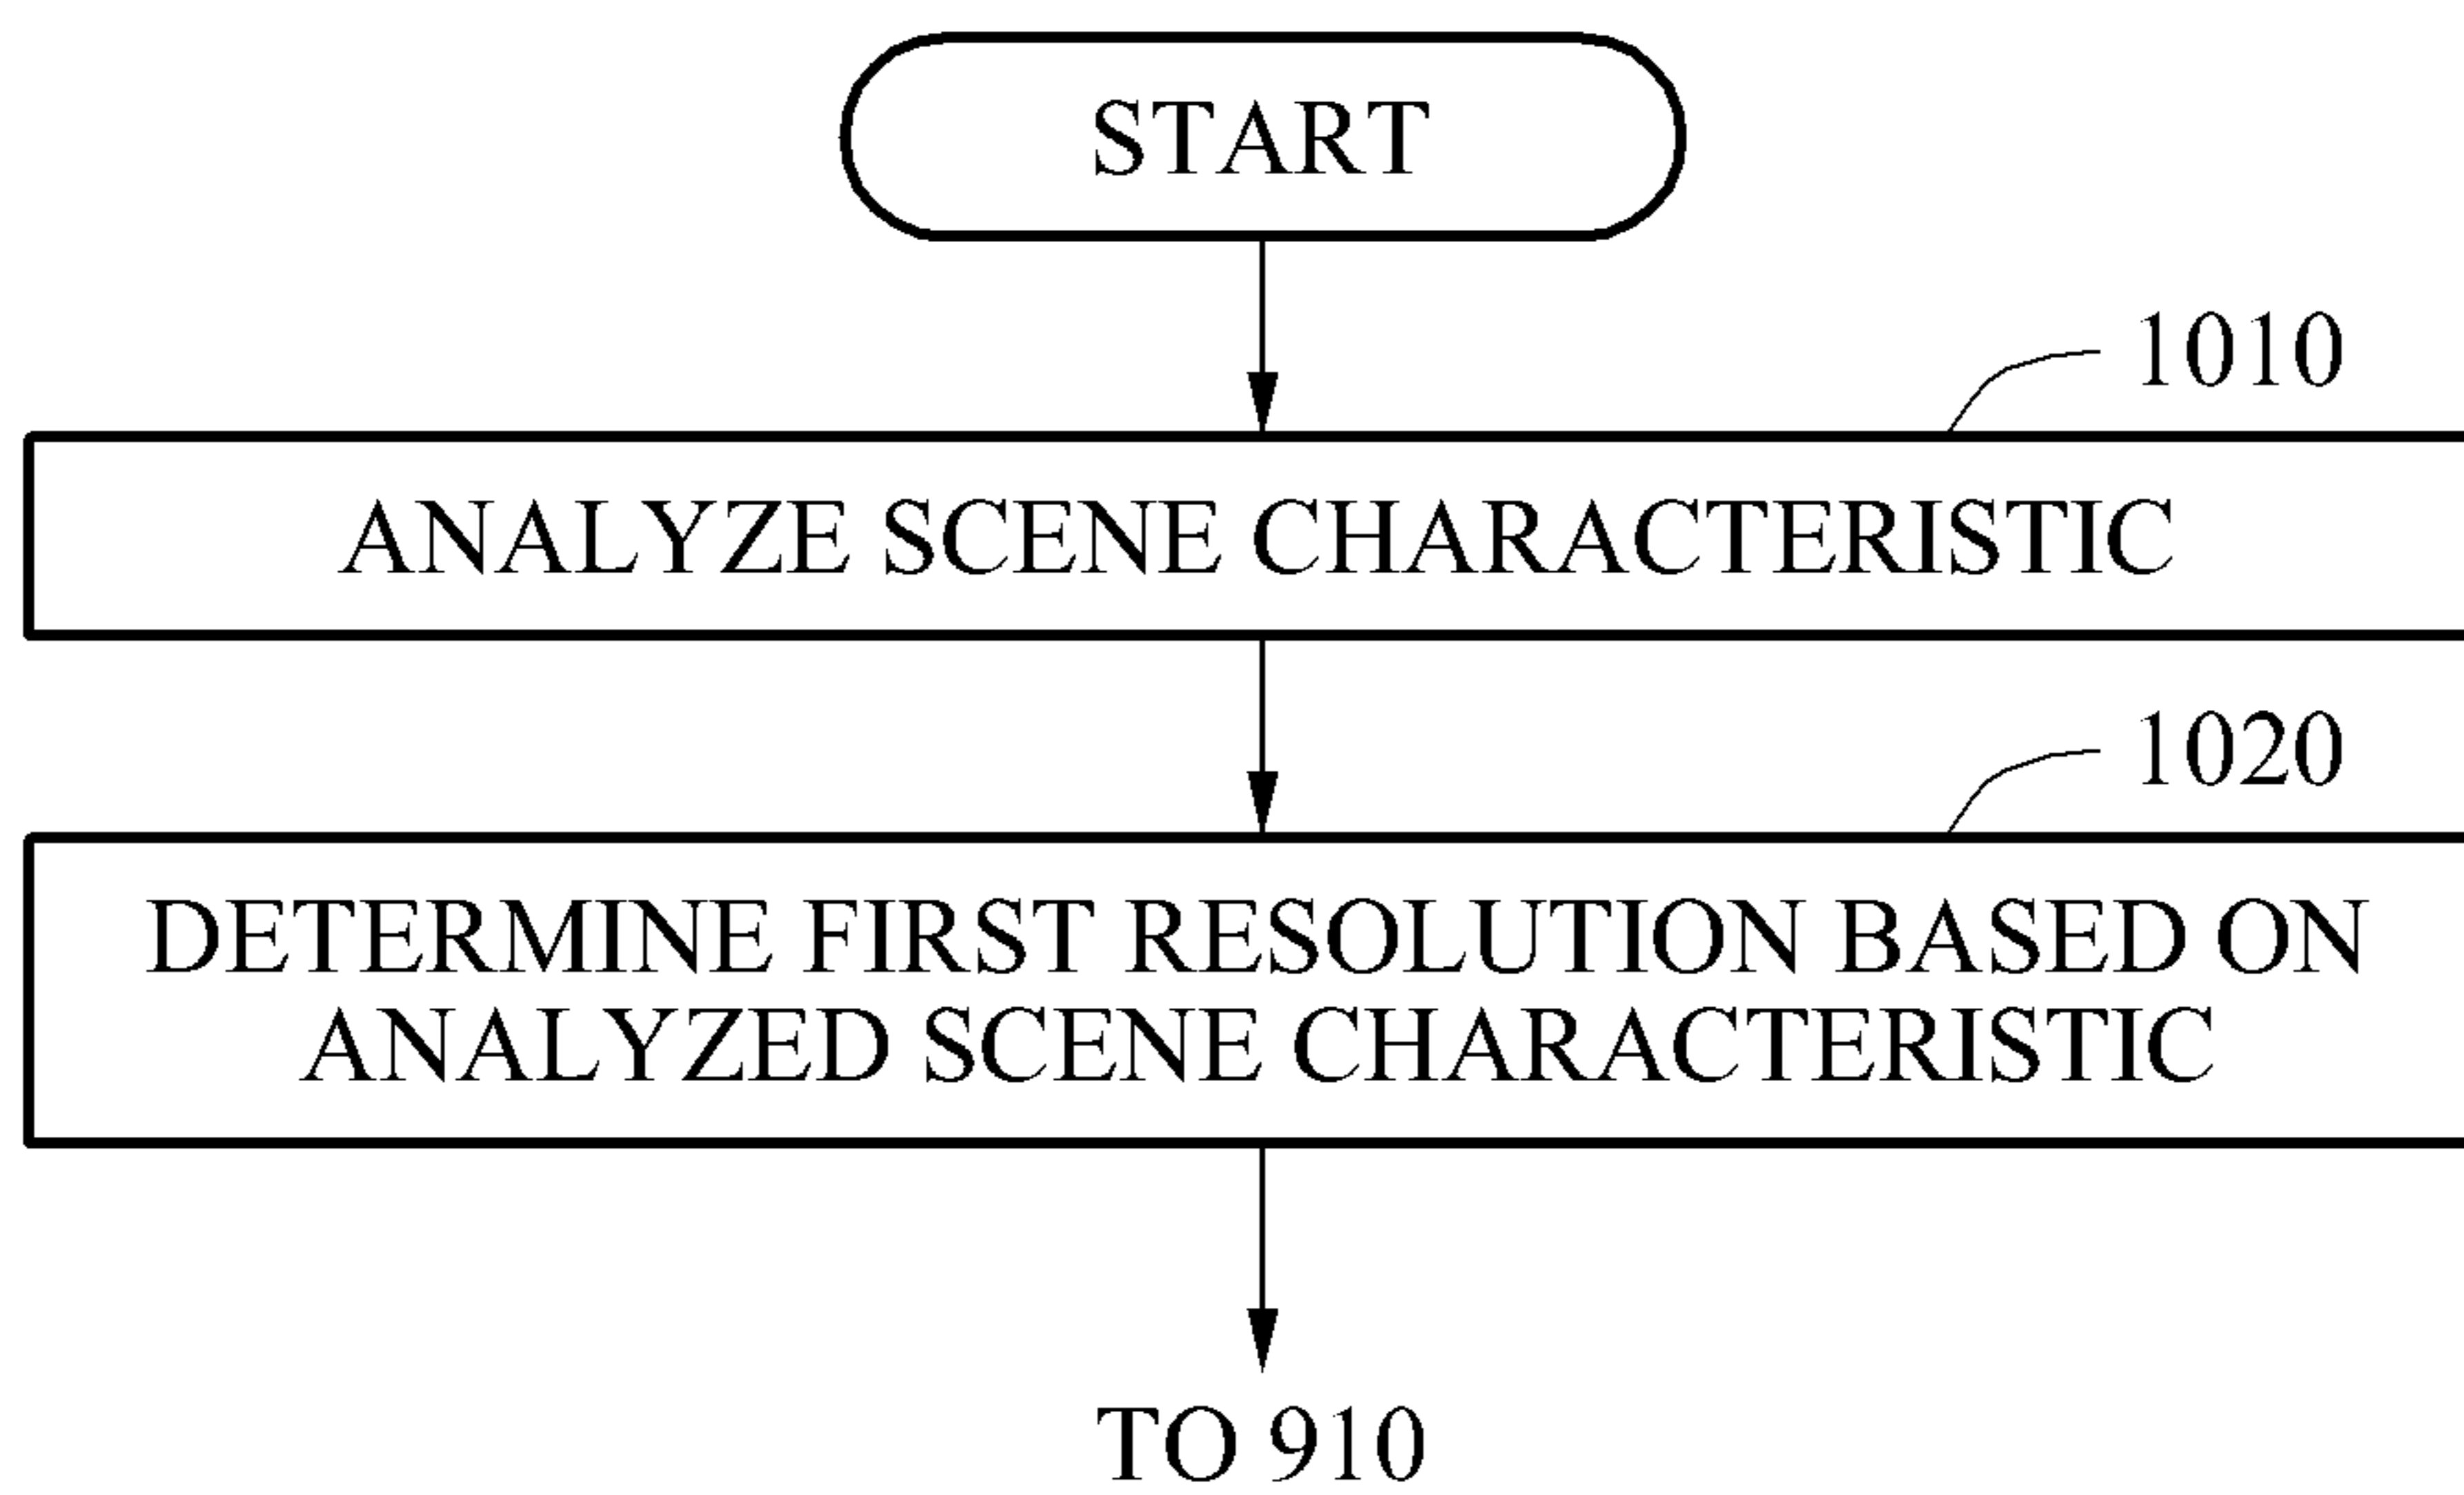 START
1010
ANALYZE SCENE CHARACTERISTIC
1020
DETERMINE FIRST RESOLUTION BASED ON
ANALYZED SCENE CHARACTERISTIC
TO 910